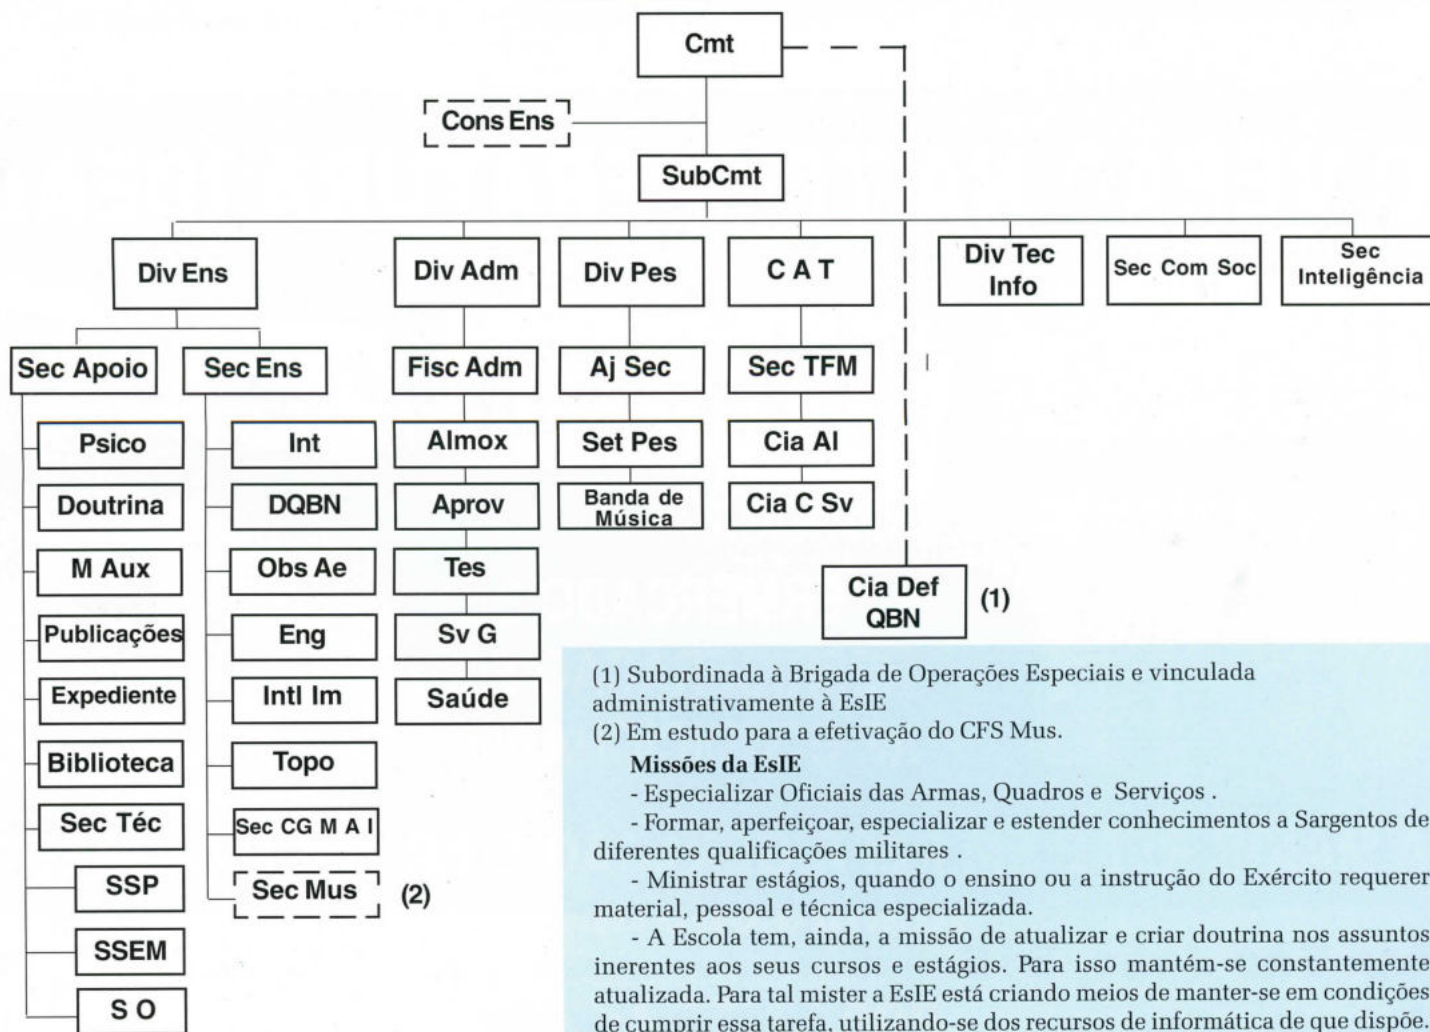 Cmt
Cons Ens
SubCmt
Div Ens
Div Adm
Div Pes
C A T
Div Tec
Info
Sec Com Soc
Sec
Inteligência
Sec Apoio
Sec Ens
Fisc Adm
Aj Sec
Sec TFM
Psico
Int
Almox
Set Pes
Cia Al
Doutrina
DQBN
Aprov
Banda de
Música
Cia C Sv
M Aux
Obs Ae
Tes
Cia Def
QBN
(1)
Publicações
Eng
Sv G
Expediente
Intl Im
Saúde
Biblioteca
Topo
Sec Téc
Sec CG M A I
SSP
Sec Mus
(2)
SSEM
S O
(1) Subordinada à Brigada de Operações Especiais e vinculada
administrativamente à EsIE
(2) Em estudo para a efetivação do CFS Mus.
Missões da EsIE
- Especializar Oficiais das Armas, Quadros e Serviços .
- Formar, aperfeiçoar, especializar e estender conhecimentos a Sargentos de
diferentes qualificações militares .
- Ministrar estágios, quando o ensino ou a instrução do Exército requerer
material, pessoal e técnica especializada.
- A Escola tem, ainda, a missão de atualizar e criar doutrina nos assuntos
inerentes aos seus cursos e estágios. Para isso mantém-se constantemente
atualizada. Para tal mister a EsIE está criando meios de manter-se em condições
de cumprir essa tarefa, utilizando-se dos recursos de informática de que dispõe.